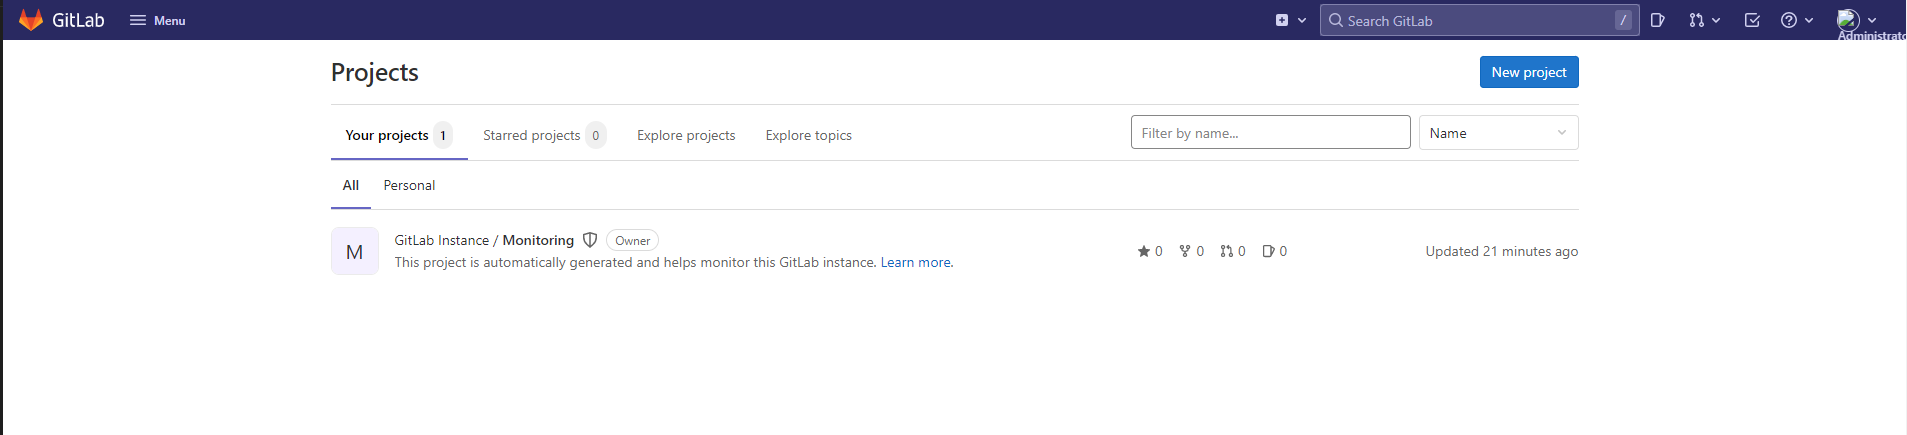 GitLab Menu Search GitLab /
Administrato
Projects New project
Your projects 1 Starred projects 0 Explore projects Explore topics Filter by name... Name
All Personal
M
GitLab Instance / Monitoring Owner
This project is automatically generated and helps monitor this GitLab instance. Learn more.
0 0 0 0 Updated 21 minutes ago